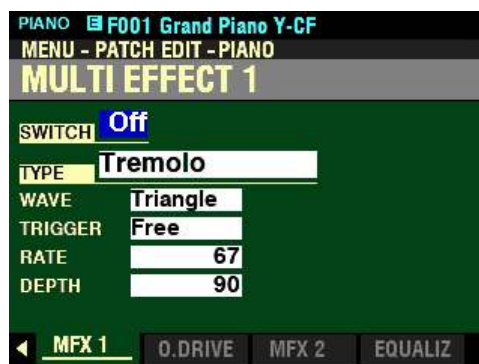 PIANO E F001 Grand Piano Y-CF
MENU - PATCH EDIT - PIANO
MULTI EFFECT 1
SWITCH Off
TYPE Tremolo
WAVE Triangle
TRIGGER Free
RATE 67
DEPTH 90
MFX 1 O.DRIVE MFX 2 EQUALIZ